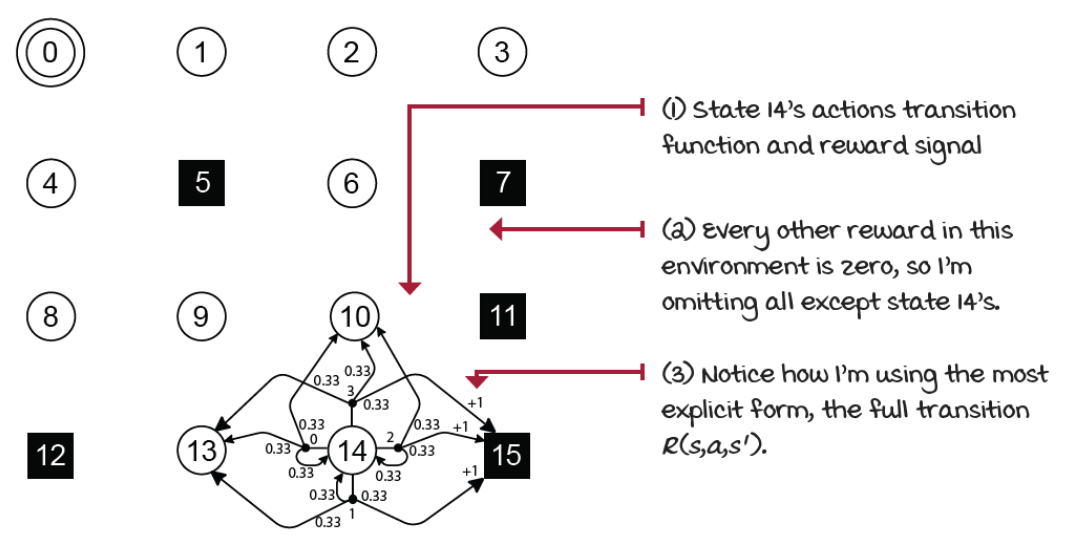 0 1 2 3
(1) State 14's actions transition
function and reward signal
4 5 6 7
(2) Every other reward in this
environment is zero, so I'm
omitting all except state 14's.
8 9 10 11
0.33 0.33
3
0.33
+1
(3) Notice how I'm using the most
explicit form, the full transition
R(s,a,s').
0.33 0.33 +1
0 2
12 13 0.33 14 0.33 15
0.33 0.33
+1
0.33 0.33
0.33 1